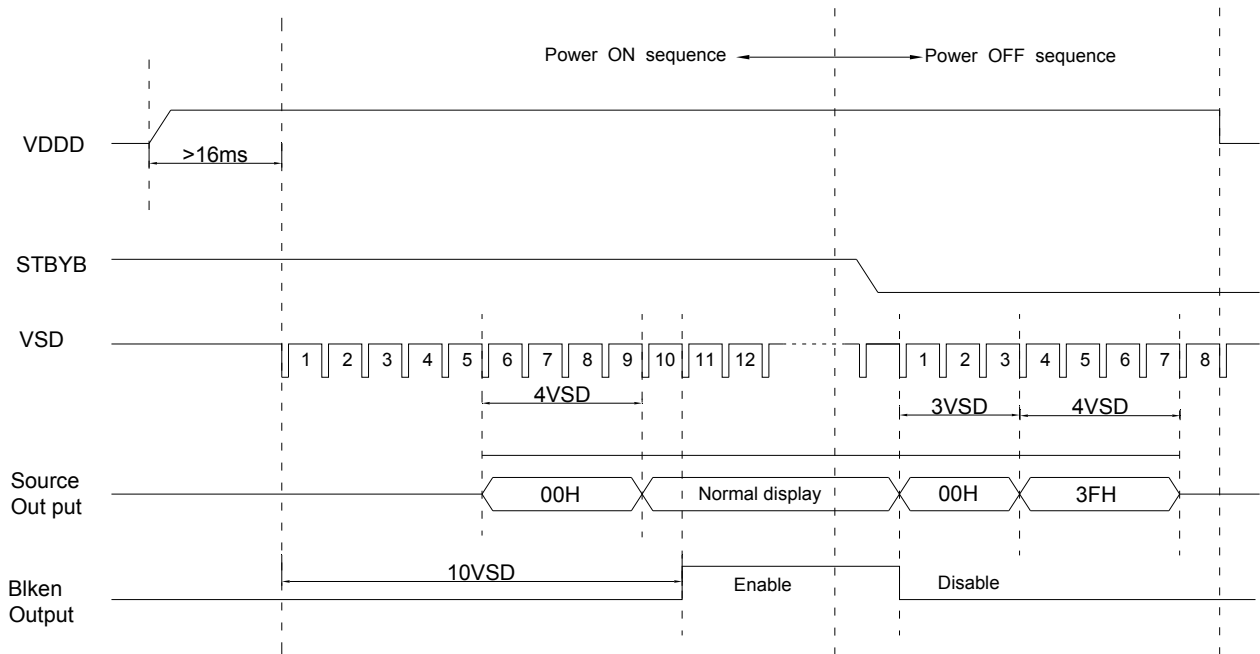 Power ON sequence
Power OFF sequence
VDDD
>16ms
STBYB
VSD
1 2 3 4 5 6 7 8 9 10 11 12 1 2 3 4 5 6 7 8
4VSD
3VSD
4VSD
Source
Out put
00H
Normal display
00H
3FH
10VSD
Blken
Output
Enable
Disable